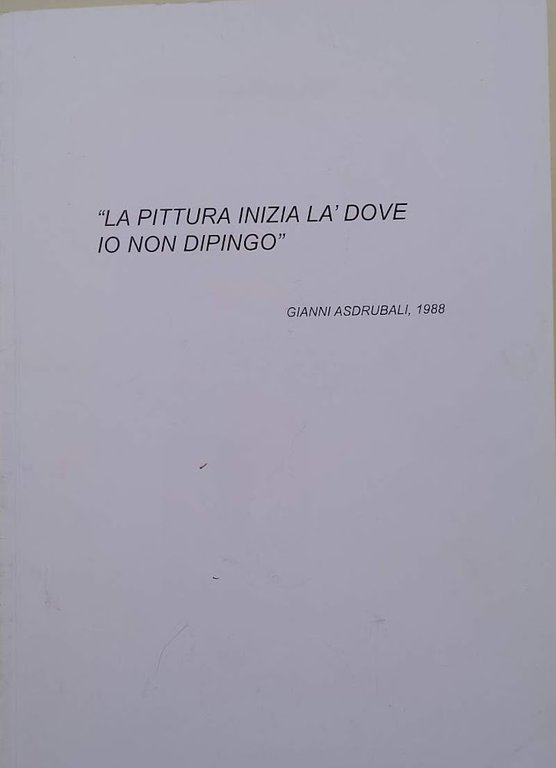 “LA PITTURA INIZIA LA’ DOVE
IO NON DIPINGO”
GIANNI ASDRUBALI, 1988